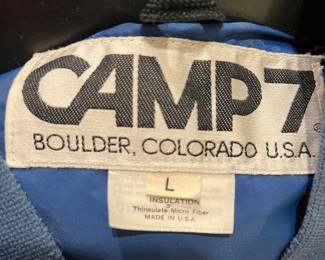 CAMP 7®
BOULDER, COLORADO U.S.A.
L
INSULATION
Thinsulate Micro Fiber
MADE IN U.S.A.